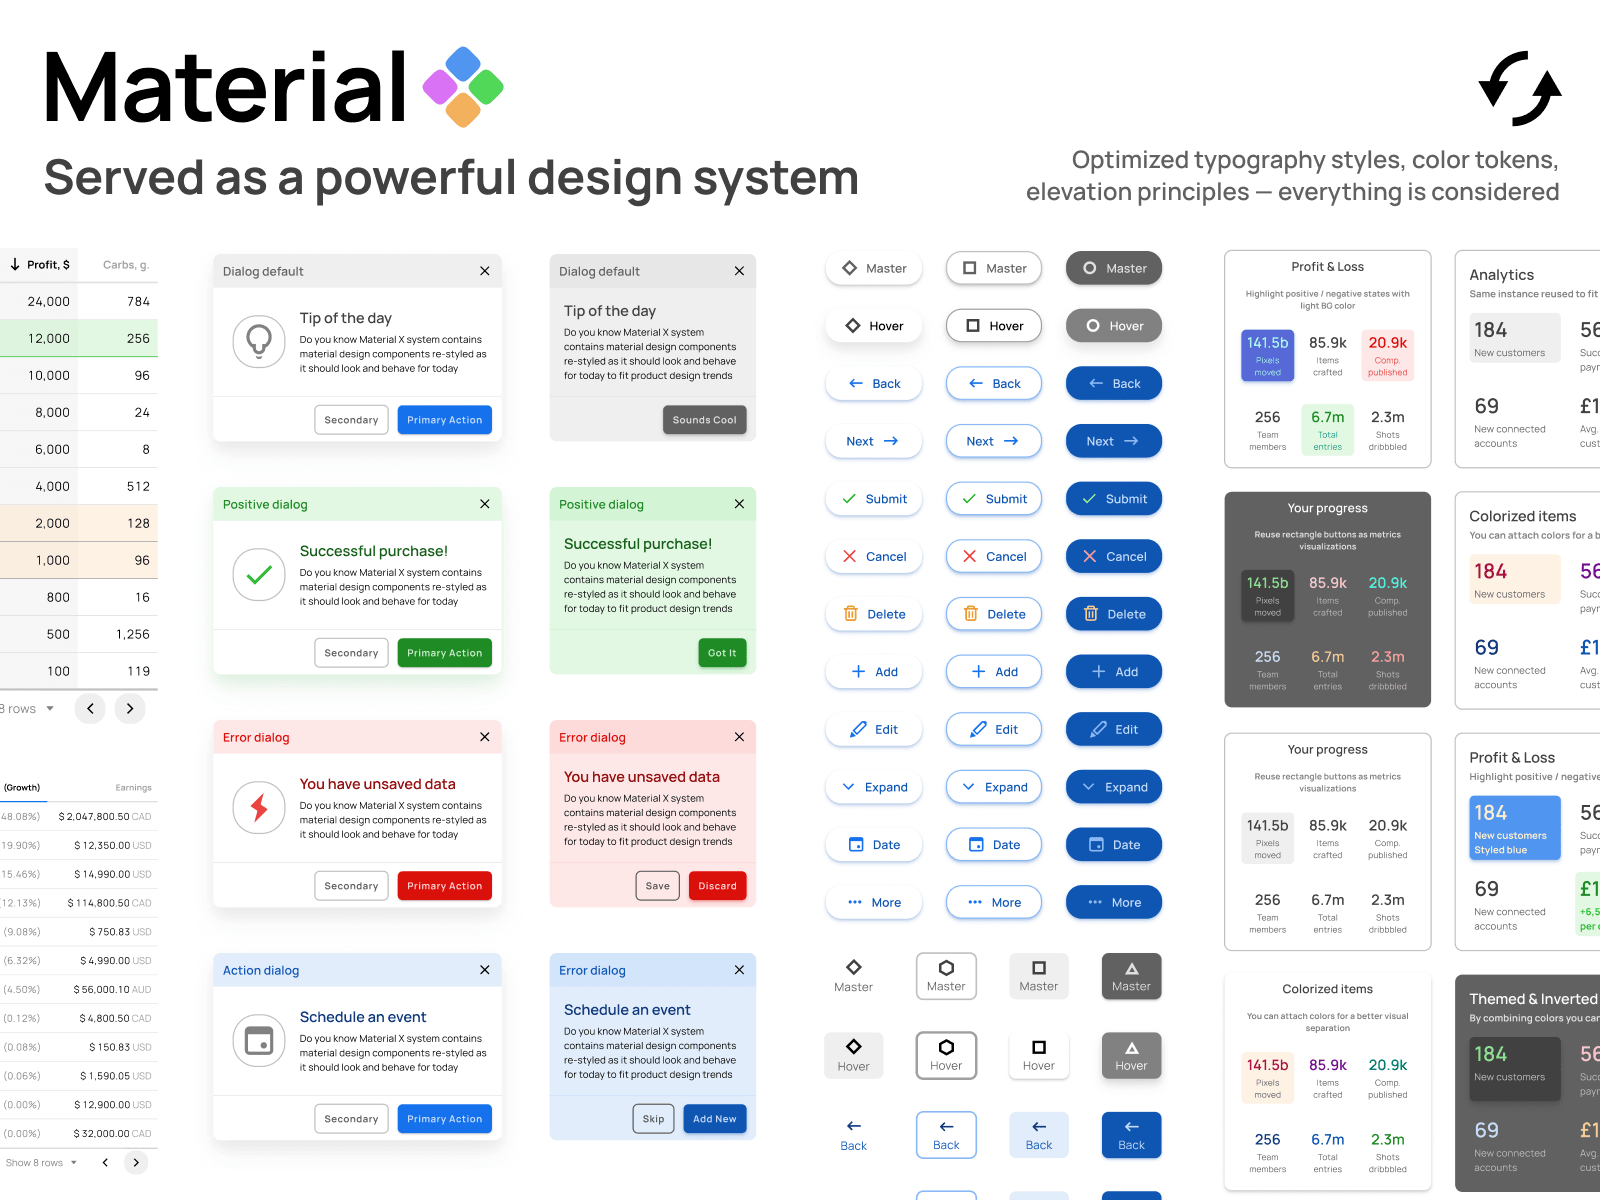 Material
Served as a powerful design system
Optimized typography styles, color tokens,
elevation principles — everything is considered
Profit, $ Carbs, g.
24,000 784
12,000 256
10,000 96
8,000 24
6,000 8
4,000 512
2,000 128
1,000 96
800 16
500 1,256
100 119
8 rows
(Growth) Earnings
48.08%) $ 2,047,800.50 CAD
19.90%) $ 12,350.00 USD
15.46%) $ 14,990.00 USD
12.13%) $ 114,800.50 CAD
(9.08%) $ 750.83 USD
(6.32%) $ 4,990.00 USD
(4.50%) $ 56,000.10 AUD
(0.12%) $ 4,800.50 CAD
(0.08%) $ 150.83 USD
(0.06%) $ 1,590.05 USD
(0.00%) $ 12,900.00 USD
(0.00%) $ 32,000.00 CAD
Show 8 rows
Dialog default
Tip of the day
Do you know Material X system contains
material design components re-styled as
it should look and behave for today
Secondary Primary Action
Positive dialog
Successful purchase!
Do you know Material X system contains
material design components re-styled as
it should look and behave for today
Secondary Primary Action
Error dialog
You have unsaved data
Do you know Material X system contains
material design components re-styled as
it should look and behave for today
Secondary Primary Action
Action dialog
Schedule an event
Do you know Material X system contains
material design components re-styled as
it should look and behave for today
Secondary Primary Action
Dialog default
Tip of the day
Do you know Material X system
contains material design components
re-styled as it should look and behave
for today to fit product design trends
Sounds Cool
Positive dialog
Successful purchase!
Do you know Material X system
contains material design components
re-styled as it should look and behave
for today to fit product design trends
Got It
Error dialog
You have unsaved data
Do you know Material X system
contains material design components
re-styled as it should look and behave
for today to fit product design trends
Save Discard
Error dialog
Schedule an event
Do you know Material X system
contains material design components
re-styled as it should look and behave
for today to fit product design trends
Skip Add New
Master Master Master
Hover Hover Hover
Back Back Back
Next Next Next
Submit Submit Submit
Cancel Cancel Cancel
Delete Delete Delete
Add Add Add
Edit Edit Edit
Expand Expand Expand
Date Date Date
More More More
Master Master Master Master
Hover Hover Hover Hover
Back Back Back Back
Profit & Loss
Highlight positive / negative states with
light BG color
141.5b 85.9k 20.9k
Pixels Items Comp.
moved crafted published
256 6.7m 2.3m
Team Total Shots
members entries dribbbled
Your progress
Reuse rectangle buttons as metrics
visualizations
141.5b 85.9k 20.9k
Pixels Items Comp.
moved crafted published
256 6.7m 2.3m
Team Total Shots
members entries dribbbled
Your progress
Reuse rectangle buttons as metrics
visualizations
141.5b 85.9k 20.9k
Pixels Items Comp.
moved crafted published
256 6.7m 2.3m
Team Total Shots
members entries dribbbled
Colorized items
You can attach colors for a better visual
separation
141.5b 85.9k 20.9k
Pixels Items Comp.
moved crafted published
256 6.7m 2.3m
Team Total Shots
members entries dribbbled
Analytics
Same instance reused to fit
184 56
New customers Succ
paym
69 £1
New connected Avg.
accounts cust
Colorized items
You can attach colors for a b
184 56
New customers Succ
paym
69 £1
New connected Avg.
accounts cust
Profit & Loss
Highlight positive / negative
184 56
New customers Succ
Styled blue paym
69 £1
New connected +6,5
accounts per c
Themed & Inverted
By combining colors you can
184 56
New customers Succ
paym
69 £1
New connected Avg.
accounts cust